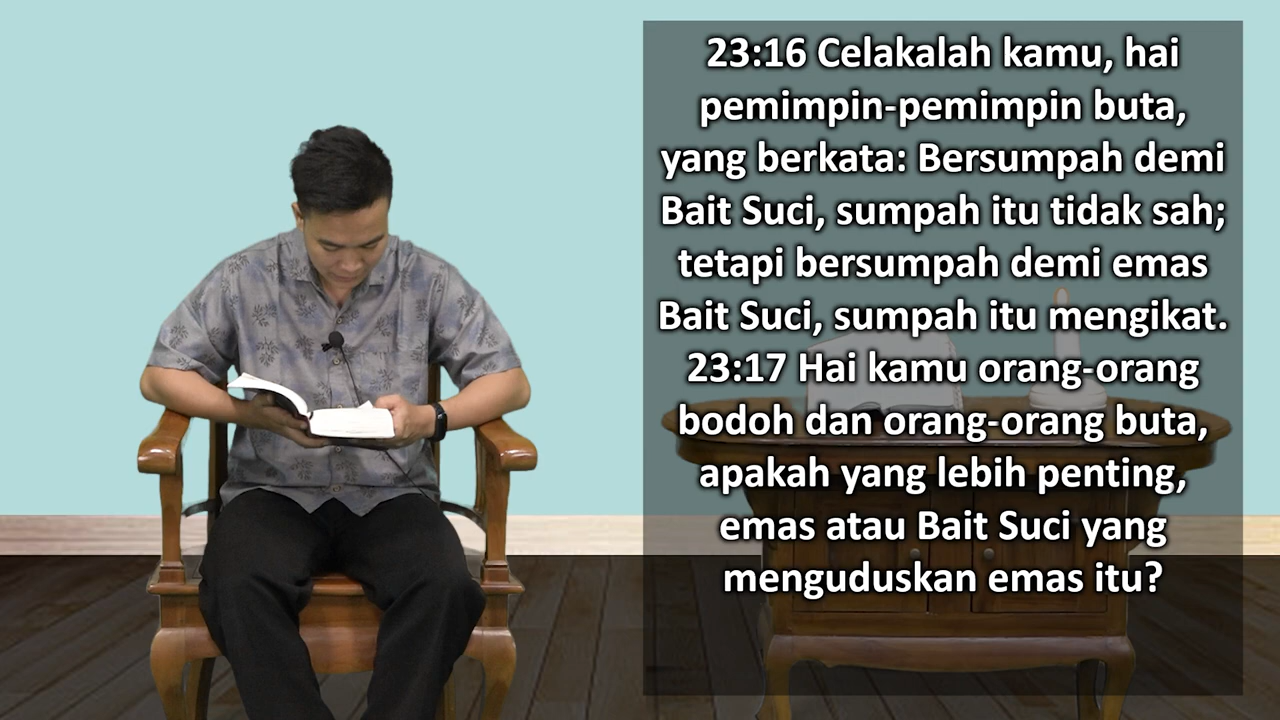 23:16 Celakalah kamu, hai
pemimpin-pemimpin buta,
yang berkata: Bersumpah demi
Bait Suci, sumpah itu tidak sah;
tetapi bersumpah demi emas
Bait Suci, sumpah itu mengikat.
23:17 Hai kamu orang-orang
bodoh dan orang-orang buta,
apakah yang lebih penting,
emas atau Bait Suci yang
menguduskan emas itu?